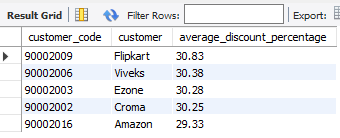 Result Grid Filter Rows: Export:
customer_code customer average_discount_percentage
90002009 Flipkart 30.83
90002006 Viveks 30.38
90002003 Ezone 30.28
90002002 Croma 30.25
90002016 Amazon 29.33